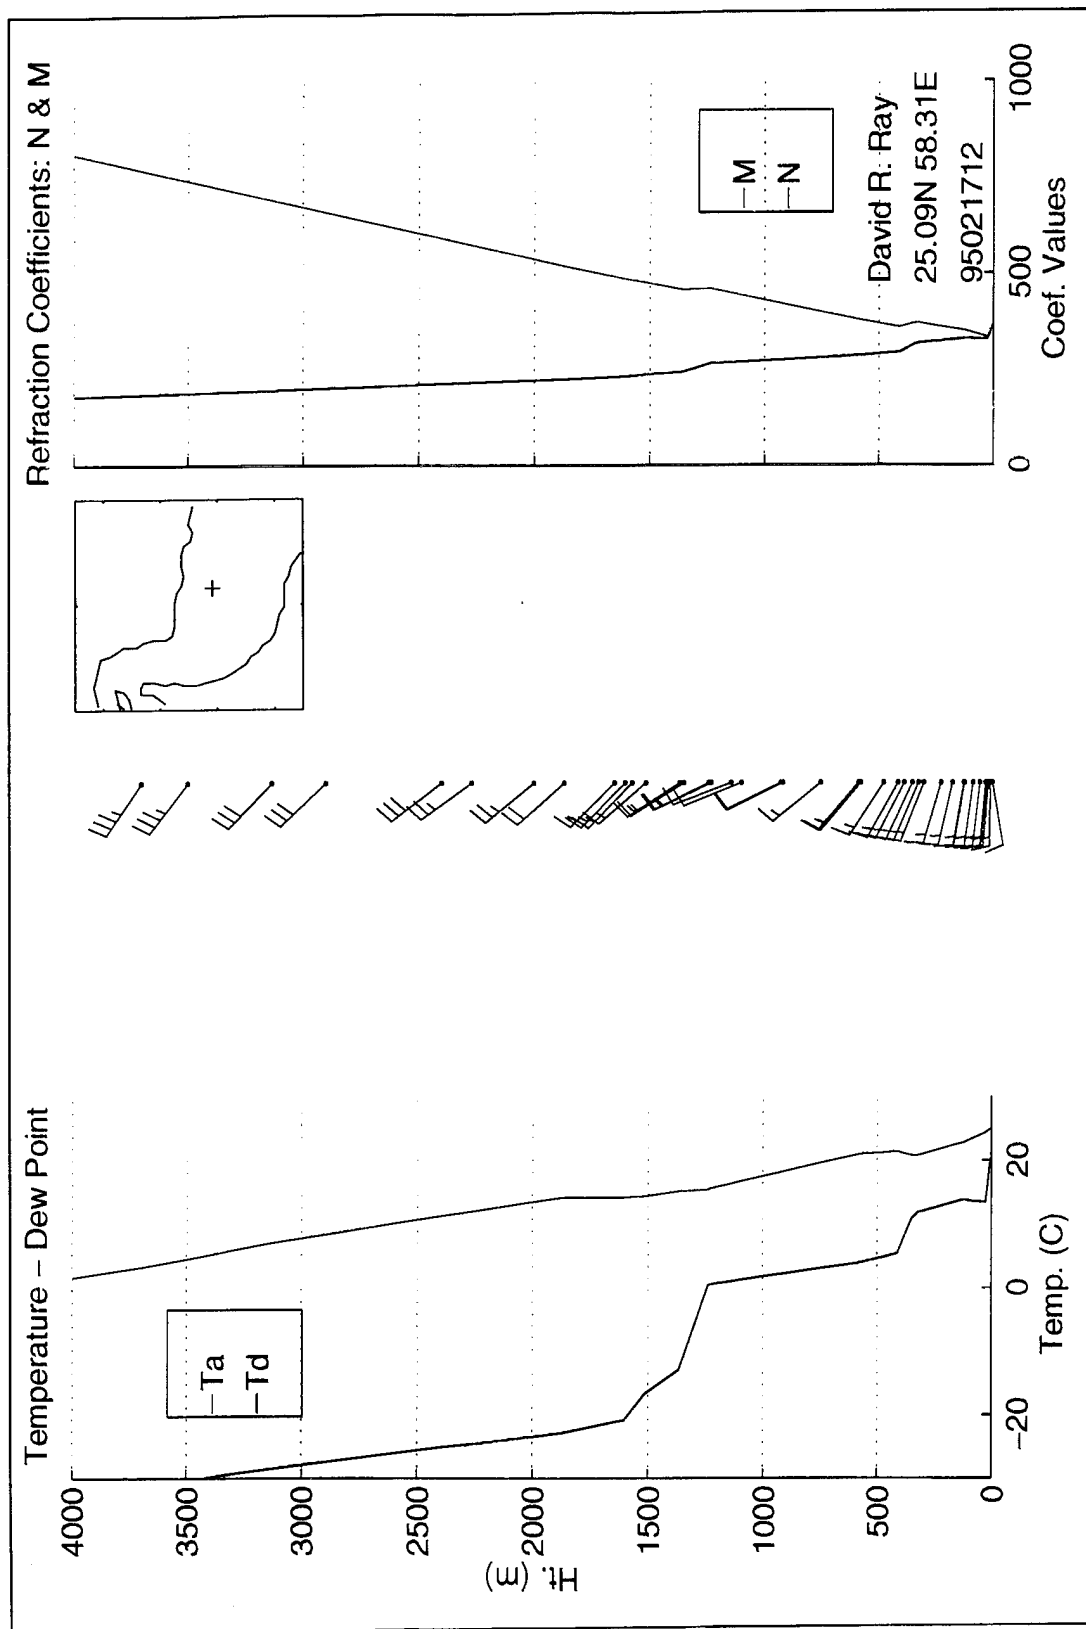 Temperature – Dew Point
Ta
Td
4000
3500
3000
2500
2000
1500
1000
500
0
Ht. (m)
–20
0
20
Temp. (C)
Refraction Coefficients: N & M
M
N
David R. Ray
25.09N 58.31E
95021712
0
500
1000
Coef. Values